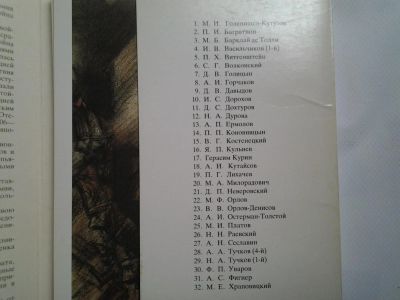 1 М. И. Голенищев-Кутузов
2 П. И. Багратион
3 М. Б. Барклай де Толли
4 И. В. Васильчиков (1-й)
5 П. Х. Витгенштейн
6 С. Г. Волконский
7 Д. В. Голицын
8 А. И. Горчаков
9 Д. В. Давыдов
10 И. С. Дорохов
11 Д. С. Дохтуров
12 Н. А. Дурова
13 А. П. Ермолов
14 П. П. Коновницын
15 В. Г. Костенецкий
16 Я. П. Кульнев
17 Герасим Курин
18 А. И. Кутайсов
19 П. Г. Лихачев
20 М. А. Милорадович
21 Д. П. Неверовский
22 М. Ф. Орлов
23 В. В. Орлов-Денисов
24 А. И. Остерман-Толстой
25 М. И. Платов
26 Н. Н. Раевский
27 А. Н. Сеславин
28 А. А. Тучков (4-й)
29 Н. А. Тучков (1-й)
30 Ф. П. Уваров
31 А. С. Фигнер
32 М. Е. Храповицкий